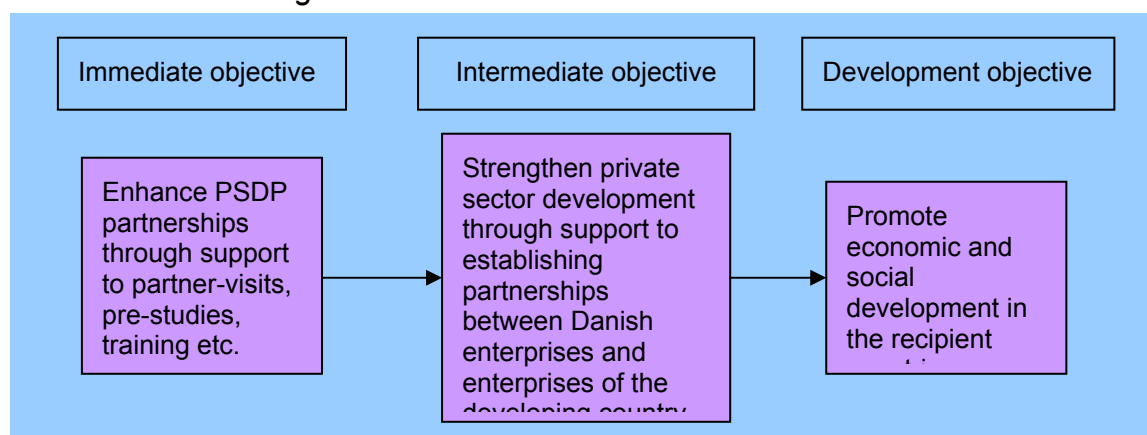 Immediate objective
Intermediate objective
Development objective
Enhance PSDP
partnerships
through support
to partner-visits,
pre-studies,
training etc.
Strengthen private
sector development
through support to
establishing
partnerships
between Danish
enterprises and
enterprises of the
developing country
Promote
economic and
social
development in
the recipient